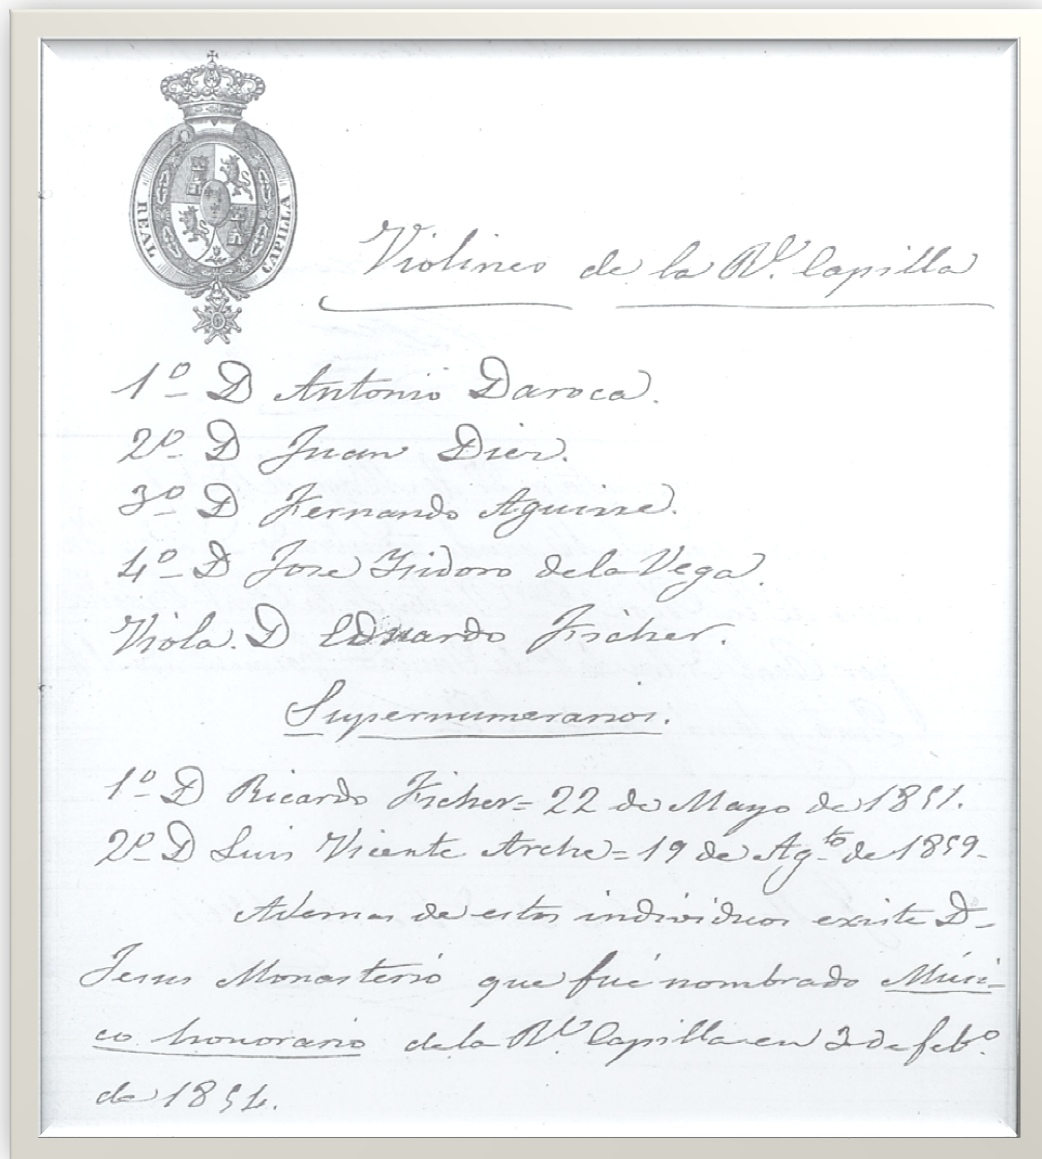 REAL CAPILLA
Violines de la Rl. Capilla
1º D Antonio Daroca.
2º D Juan Diez.
3º D Fernando Aguirre.
4º D Jose Ysidoro de la Vega.
Viola. D Eduardo Fischer.
Supernumerarios.
1º D Ricardo Ficher = 22 de Mayo de 1851.
2º D Luis Vicente Arche = 19 de Agto de 1859.
Ademas de estos individuos existe D.
Jesus Monasterio que fué nombrado Músi-
co honorario de la Rl. Capilla en 3 de febo.
de 1854.